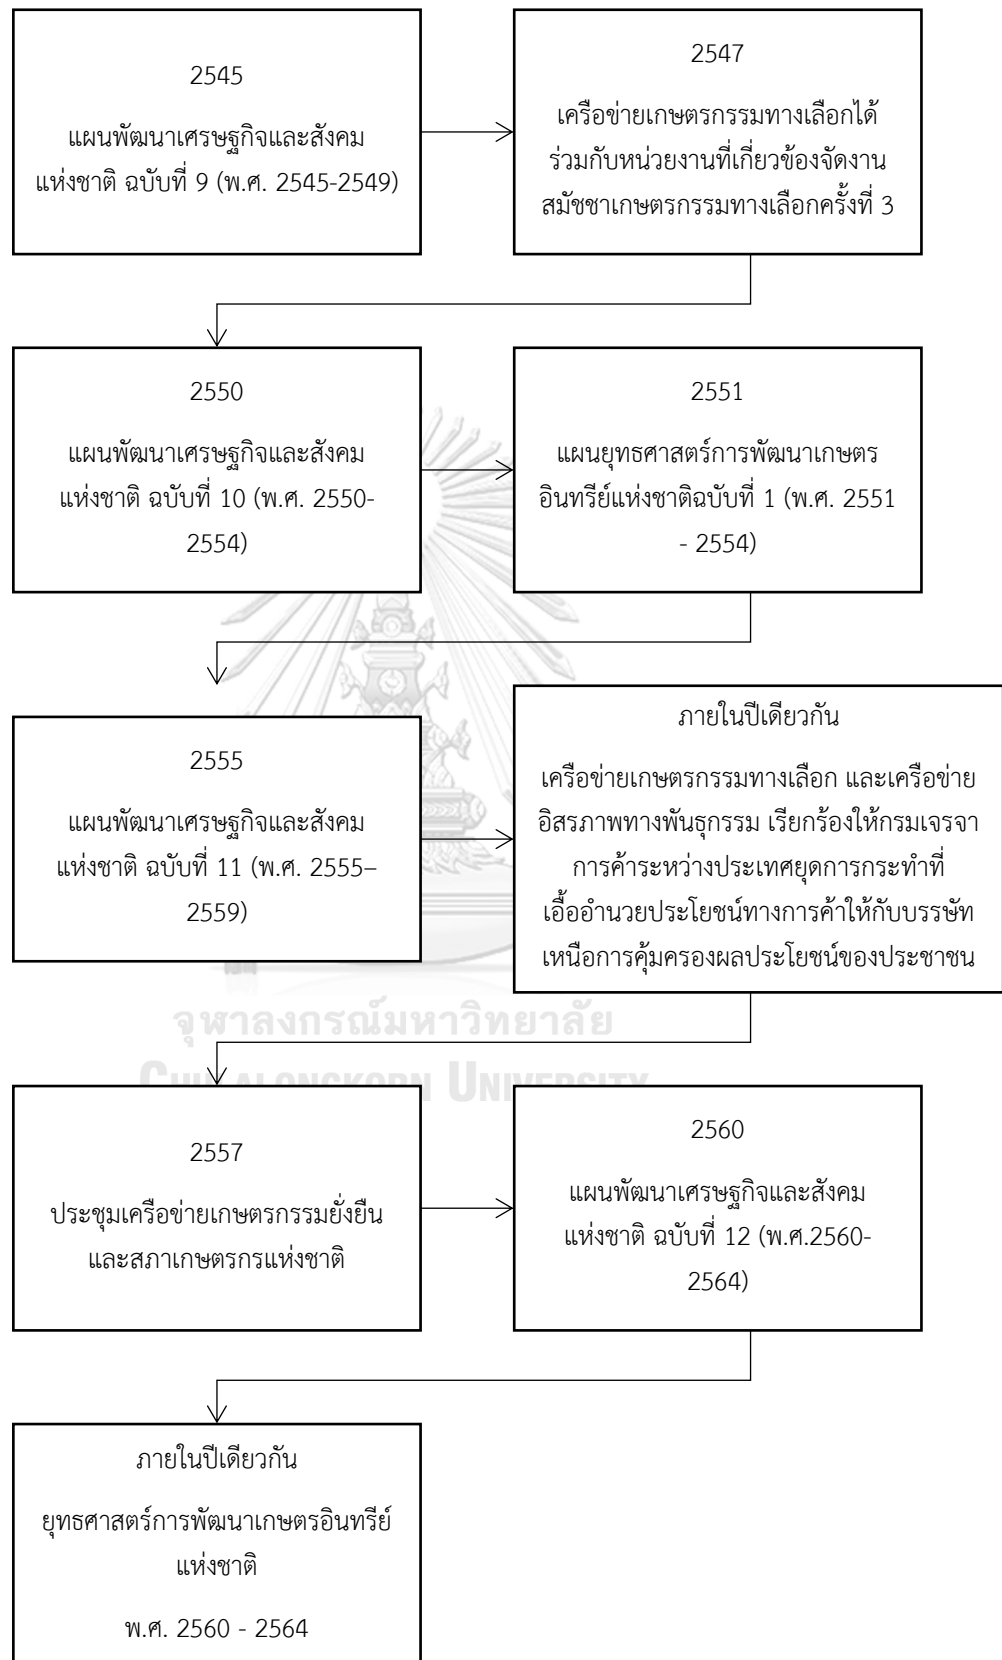 2545
แผนพัฒนาเศรษฐกิจและสังคม
แห่งชาติ ฉบับที่ 9 (พ.ศ. 2545-2549)
2547
เครือข่ายเกษตรกรรมทางเลือกได้
ร่วมกับหน่วยงานที่เกี่ยวข้องจัดงาน
สมัชชาเกษตรกรรมทางเลือกครั้งที่ 3
2550
แผนพัฒนาเศรษฐกิจและสังคม
แห่งชาติ ฉบับที่ 10 (พ.ศ. 2550-
2554)
2551
แผนยุทธศาสตร์การพัฒนาเกษตร
อินทรีย์แห่งชาติฉบับที่ 1 (พ.ศ. 2551
- 2554)
2555
แผนพัฒนาเศรษฐกิจและสังคม
แห่งชาติ ฉบับที่ 11 (พ.ศ. 2555–
2559)
ภายในปีเดียวกัน
เครือข่ายเกษตรกรรมทางเลือก และเครือข่าย
อิสรภาพทางพันธุกรรม เรียกร้องให้กรมเจรจา
การค้าระหว่างประเทศยุดการกระทำที่
เอื้ออำนวยประโยชน์ทางการค้าให้กับบรรษัท
เหนือการคุ้มครองผลประโยชน์ของประชาชน
จุฬาลงกรณ์มหาวิทยาลัย
CHULALONGKORN UNIVERSITY
2557
ประชุมเครือข่ายเกษตรกรรมยั่งยืน
และสภาเกษตรกรแห่งชาติ
2560
แผนพัฒนาเศรษฐกิจและสังคม
แห่งชาติ ฉบับที่ 12 (พ.ศ.2560-
2564)
ภายในปีเดียวกัน
ยุทธศาสตร์การพัฒนาเกษตรอินทรีย์
แห่งชาติ
พ.ศ. 2560 - 2564